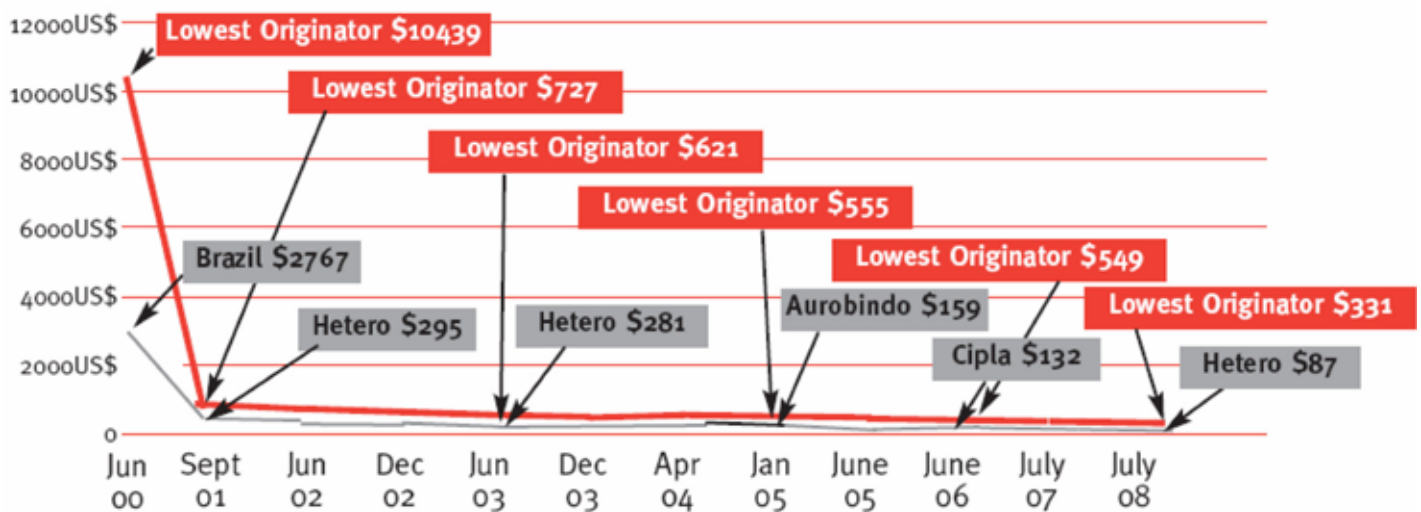 12000US$
Lowest Originator $10439
10000US$
Lowest Originator $727
8000US$
Lowest Originator $621
6000US$
Lowest Originator $555
Brazil $2767
Lowest Originator $549
4000US$
Hetero $295
Hetero $281
Aurobindo $159
Lowest Originator $331
2000US$
Cipla $132
Hetero $87
0
Jun Sept Jun Dec Jun Dec Apr Jan June June July July
00 01 02 02 03 03 04 05 05 06 07 08